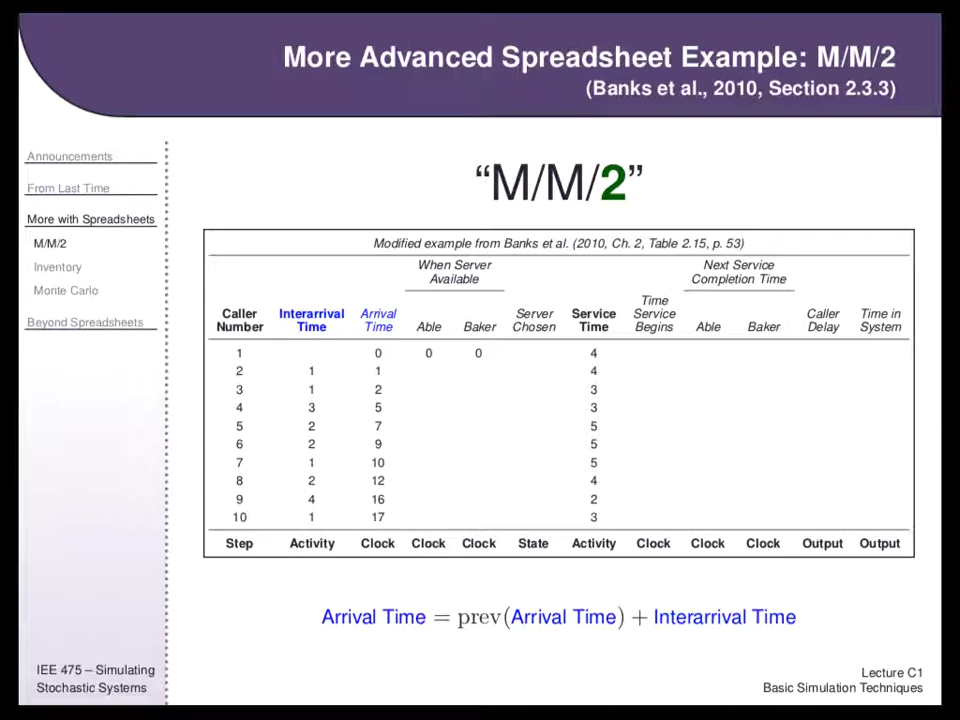 More Advanced Spreadsheet Example: M/M/2
(Banks et al., 2010, Section 2.3.3)
Announcements
From Last Time
More with Spreadsheets
M/M/2
Inventory
Monte Carlo
Beyond Spreadsheets
“M/M/2”
Modified example from Banks et al. (2010, Ch. 2, Table 2.15, p. 53)
When Server Next Service
Available Completion Time
Time
Caller Interarrival Arrival Server Service Service Caller Time in
Number Time Time Able Baker Chosen Time Begins Able Baker Delay System
1 0 0 0 4
2 1 1 4
3 1 2 3
4 3 5 3
5 2 7 5
6 2 9 5
7 1 10 5
8 2 12 4
9 4 16 2
10 1 17 3
Step Activity Clock Clock Clock State Activity Clock Clock Clock Output Output
Arrival Time = prev(Arrival Time) + Interarrival Time
IEE 475 – Simulating
Stochastic Systems
Lecture C1
Basic Simulation Techniques